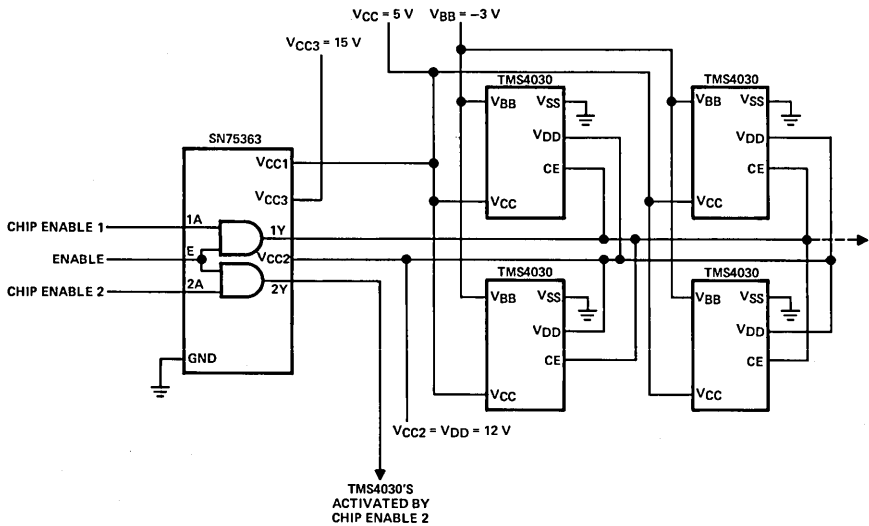 VCC = 5 V
VBB = −3 V
VCC3 = 15 V
TMS4030
TMS4030
VBB
VSS
VDD
CE
VCC
VBB
VSS
VDD
CE
VCC
SN75363
VCC1
VCC3
CHIP ENABLE 1
1A
1Y
ENABLE
E
VCC2
CHIP ENABLE 2
2A
2Y
GND
TMS4030
TMS4030
VBB
VSS
VDD
CE
VCC
VBB
VSS
VDD
CE
VCC
VCC2 = VDD = 12 V
TMS4030'S
ACTIVATED BY
CHIP ENABLE 2